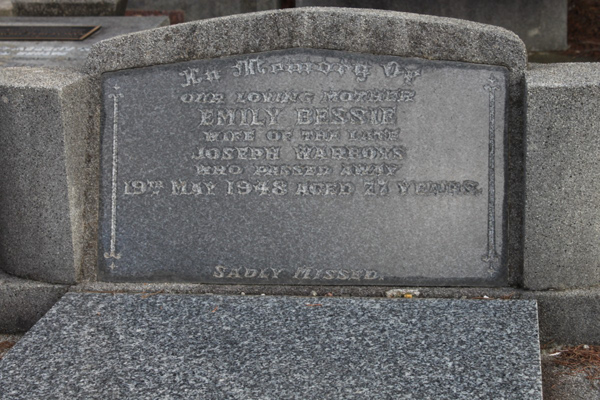 In Memory Of
OUR LOVING MOTHER
EMILY BESSIE
WIFE OF THE LATE
JOSEPH
WHO PASSED AWAY
19TH MAY 1948 AGED YEARS.
SADLY MISSED.